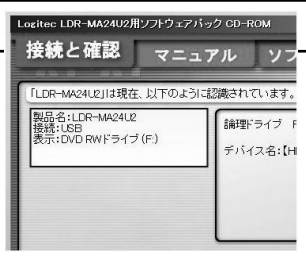 Logitec LDR-MA24U2用ソフトウェアパック CD-ROM
接続と確認 マニュアル ソフ
「LDR-MA24U2」は現在、以下のように認識されています。
製品名:LDR-MA24U2
接続:USB
表示:DVD RWドライブ(F:)
論理ドライブ F
デバイス名:【H